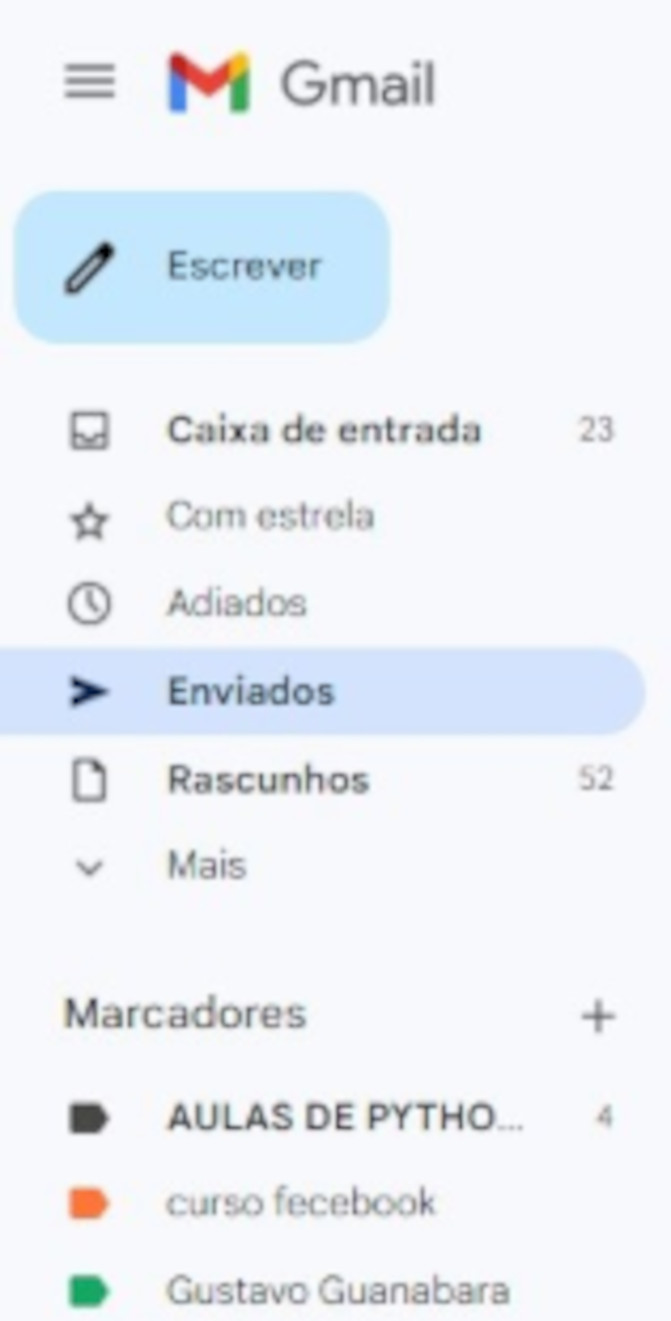 Gmail
Escrever
Caixa de entrada 23
Com estrela
Adiados
Enviados
Rascunhos 52
Mais
Marcadores +
AULAS DE PYTHO... 4
curso fecebook
Gustavo Guanabara